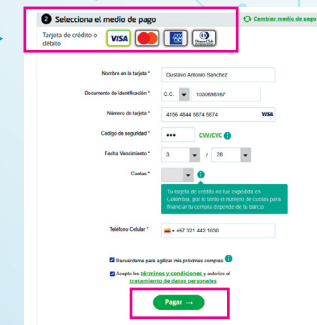 2 Selecciona el medio de pago
Cambiar medio de pago
Tarjeta de crédito o
débito
VISA
Nombre en la tarjeta *
Gustavo Antonio Sanchez
Documento de Identificación *
C.C.
Número de tarjeta *
4156 4844 5674 5874
VISA
Código de seguridad *
CVV/CVC
Fecha Vencimiento *
3 / 28
Cuotas *
Tu tarjeta de crédito no fue expedida en
Colombia, por lo tanto el número de cuotas para
financiar tu compra depende de tu banco
Teléfono Celular *
+57 321 442 1030
Recuérdame para agilizar mis próximas compras
Acepto los términos y condiciones y autorizo el
tratamiento de datos personales
Pagar →